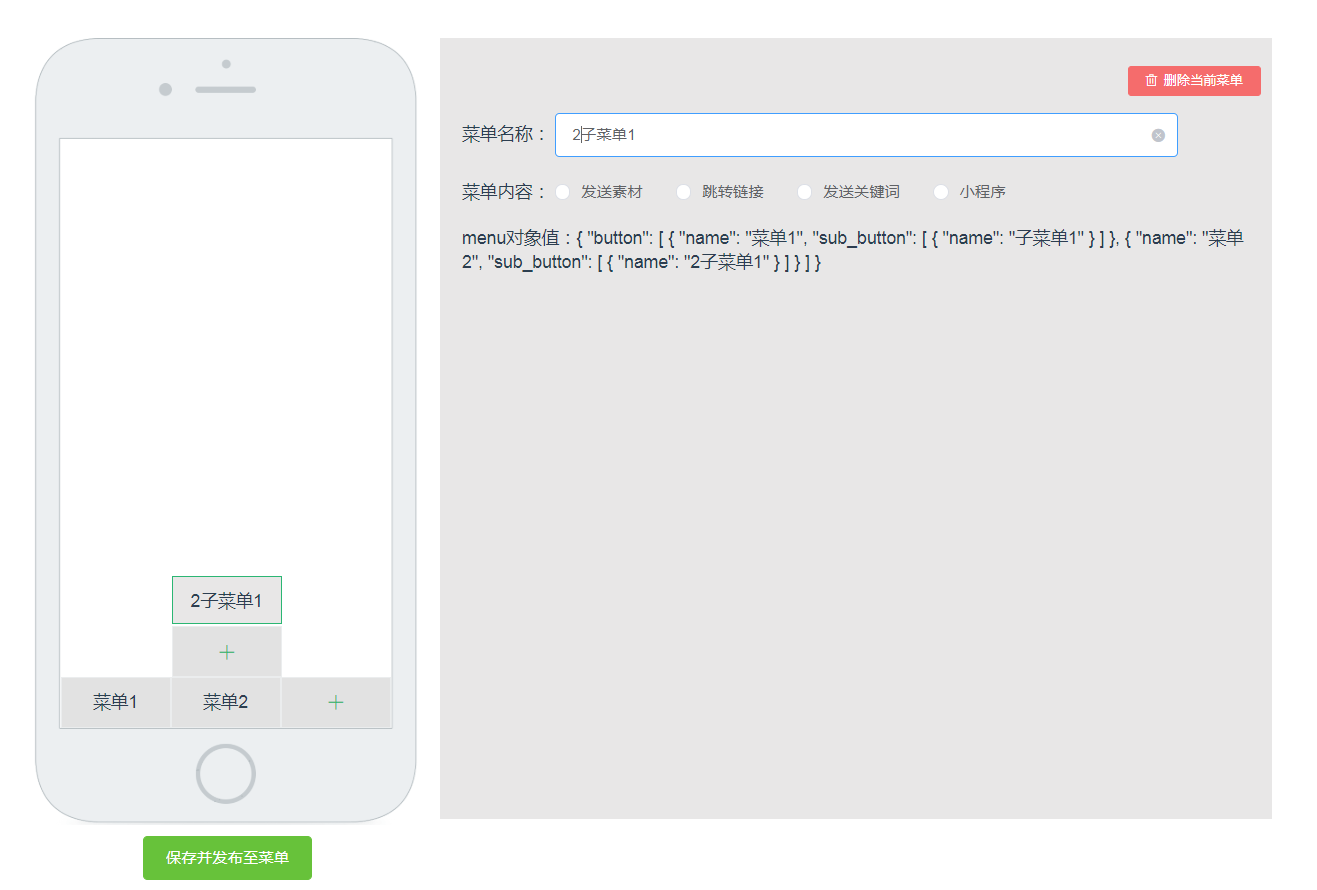 删除当前菜单
菜单名称：
2子菜单1
菜单内容：
发送素材
跳转链接
发送关键词
小程序
menu对象值：{ "button": [ { "name": "菜单1", "sub_button": [ { "name": "子菜单1" } ] }, { "name": "菜单
2", "sub_button": [ { "name": "2子菜单1" } ] } ] }
2子菜单1
+
菜单1
菜单2
+
保存并发布至菜单